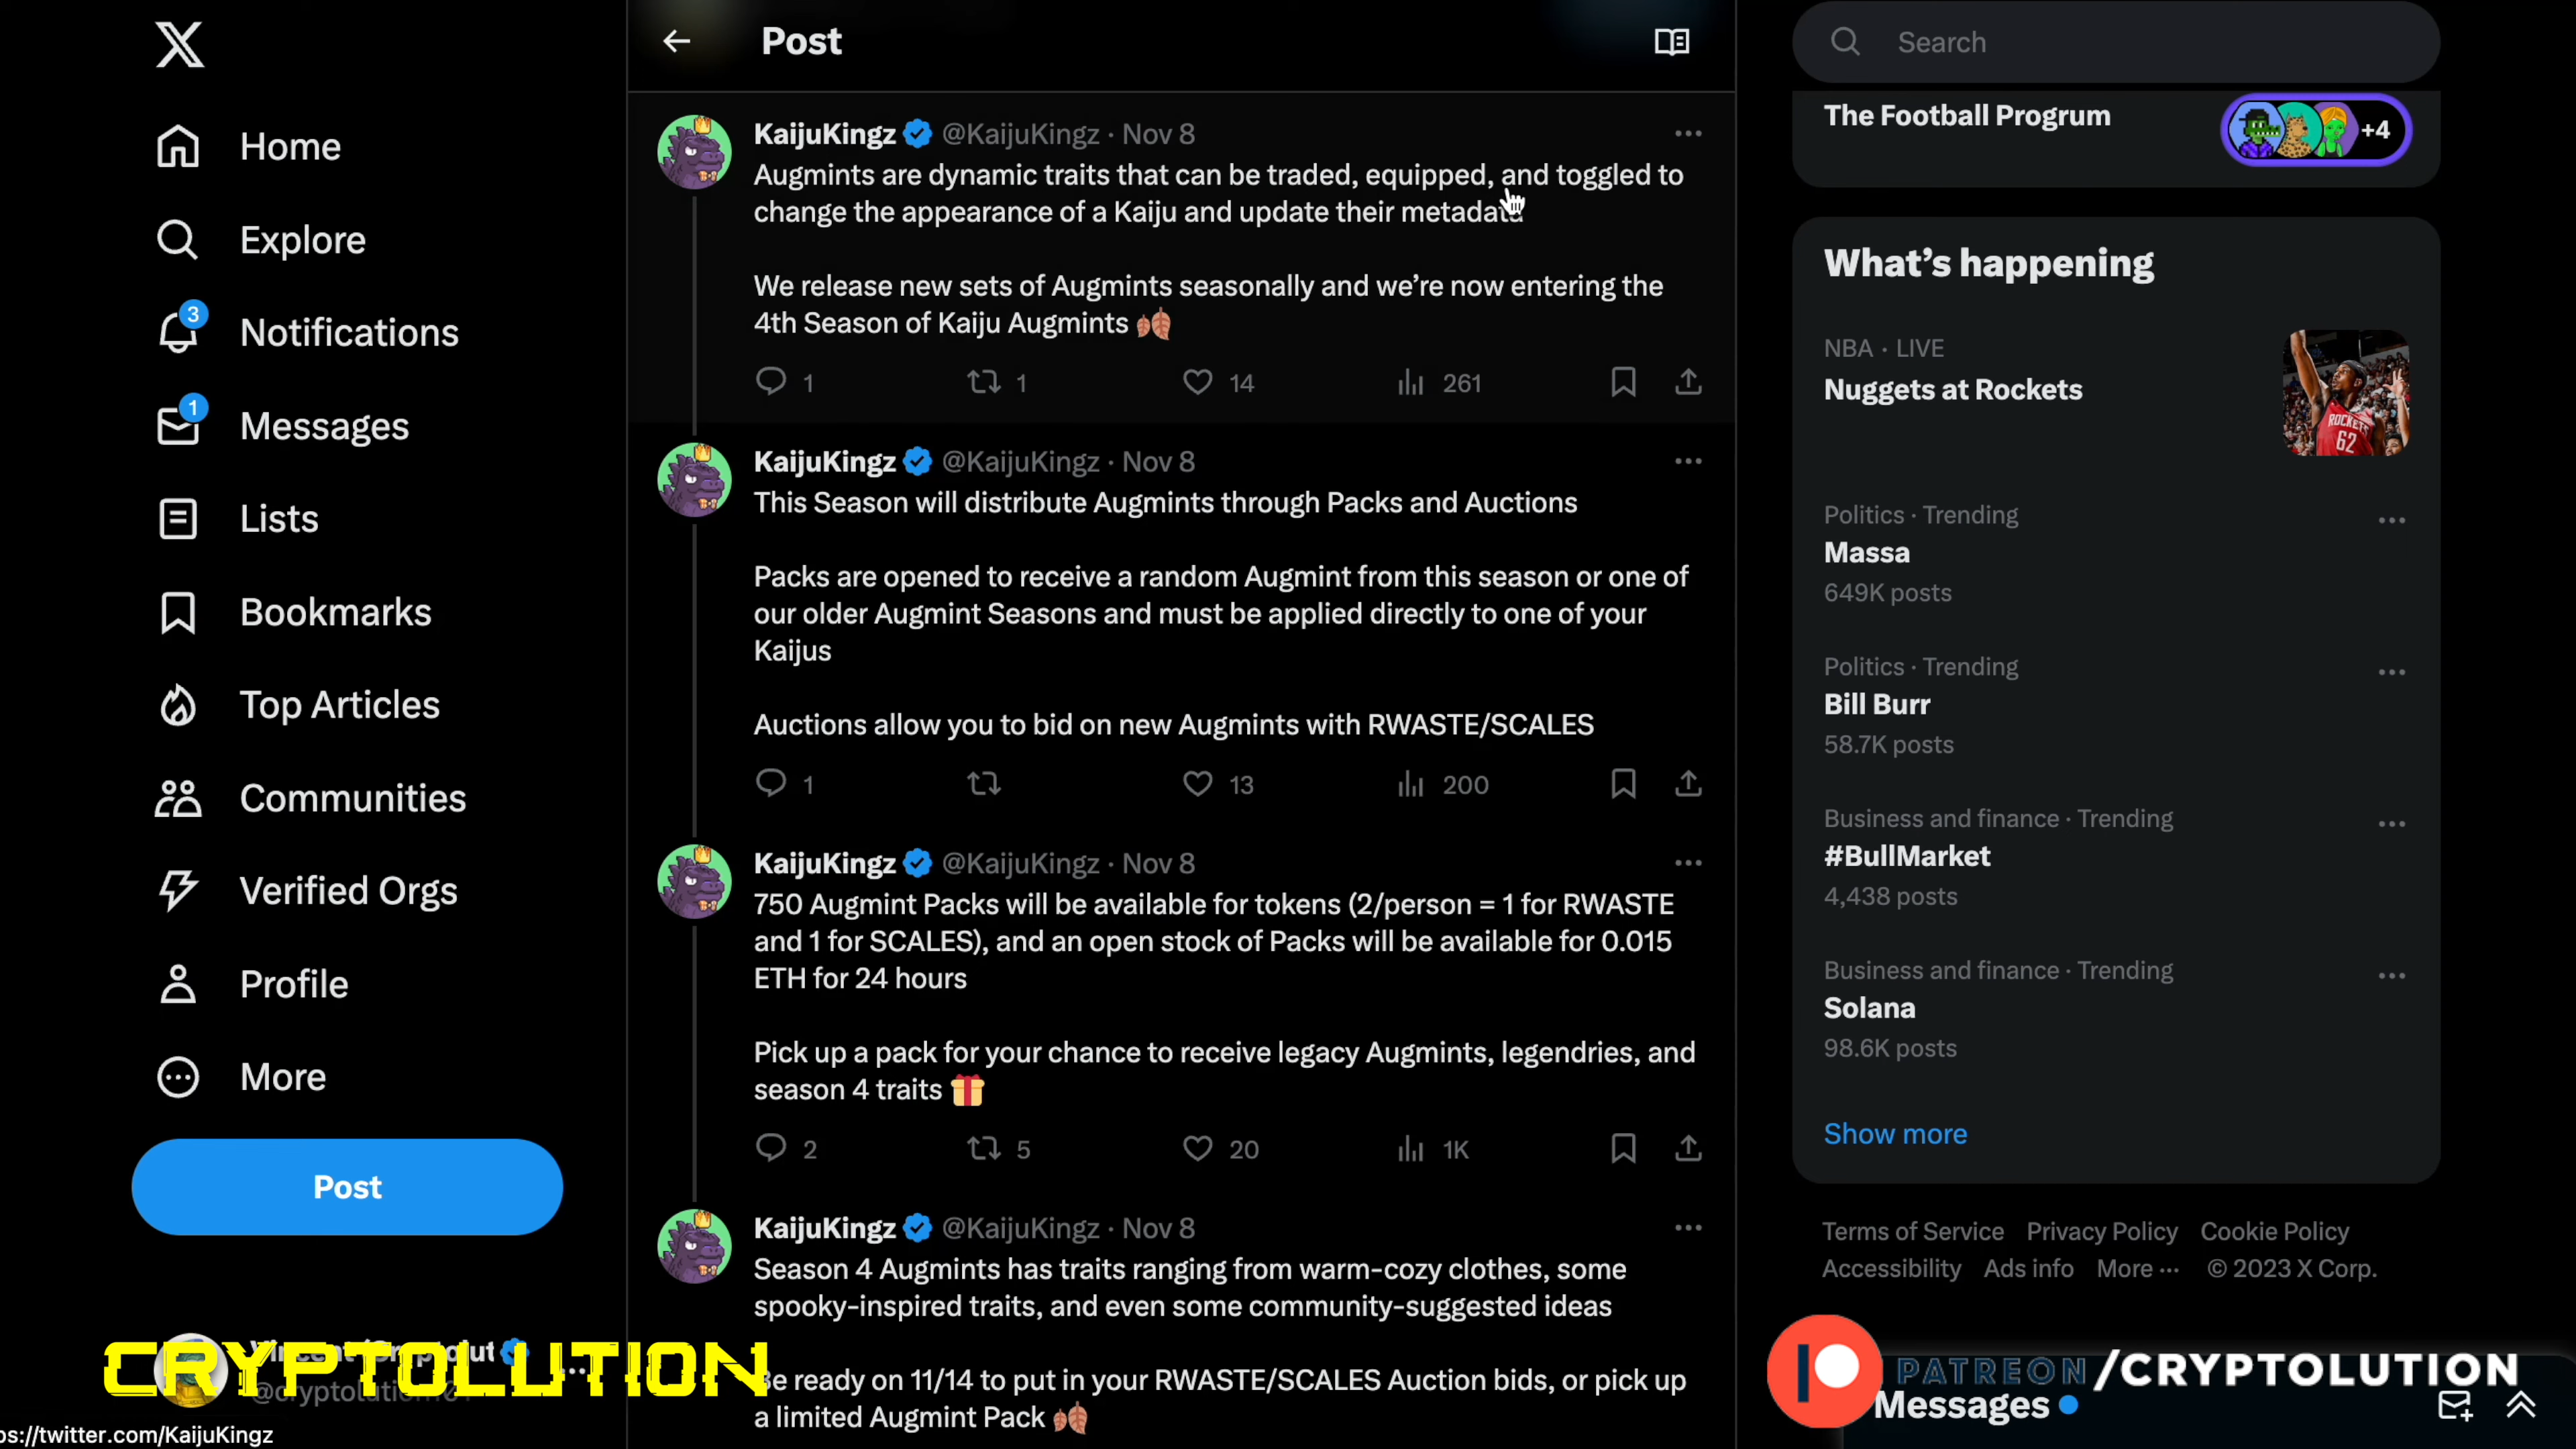 Home
Explore
3
Notifications
1
Messages
Lists
Bookmarks
Top Articles
Communities
Verified Orgs
Profile
More
Post
CRYPTOLUTION
ps://twitter.com/KaijuKingz
Post
KaijuKingz @KaijuKingz · Nov 8
Augmints are dynamic traits that can be traded, equipped, and toggled to
change the appearance of a Kaiju and update their metadata
We release new sets of Augmints seasonally and we're now entering the
4th Season of Kaiju Augmints
1 1 14 261
KaijuKingz @KaijuKingz · Nov 8
This Season will distribute Augmints through Packs and Auctions
Packs are opened to receive a random Augmint from this season or one of
our older Augmint Seasons and must be applied directly to one of your
Kaijus
Auctions allow you to bid on new Augmints with RWASTE/SCALES
1 13 200
KaijuKingz @KaijuKingz · Nov 8
750 Augmint Packs will be available for tokens (2/person = 1 for RWASTE
and 1 for SCALES), and an open stock of Packs will be available for 0.015
ETH for 24 hours
Pick up a pack for your chance to receive legacy Augmints, legendries, and
season 4 traits
2 5 20 1K
KaijuKingz @KaijuKingz · Nov 8
Season 4 Augmints has traits ranging from warm-cozy clothes, some
spooky-inspired traits, and even some community-suggested ideas
ready on 11/14 to put in your RWASTE/SCALES Auction bids, or pick up
a limited Augmint Pack
Search
The Football Progrum
+4
What's happening
NBA · LIVE
Nuggets at Rockets
ROCKETS
62
Politics · Trending
Massa
649K posts
Politics · Trending
Bill Burr
58.7K posts
Business and finance · Trending
#BullMarket
4,438 posts
Business and finance · Trending
Solana
98.6K posts
Show more
Terms of Service Privacy Policy Cookie Policy
Accessibility Ads info More ··· © 2023 X Corp.
PATREON/CRYPTOLUTION
Messages